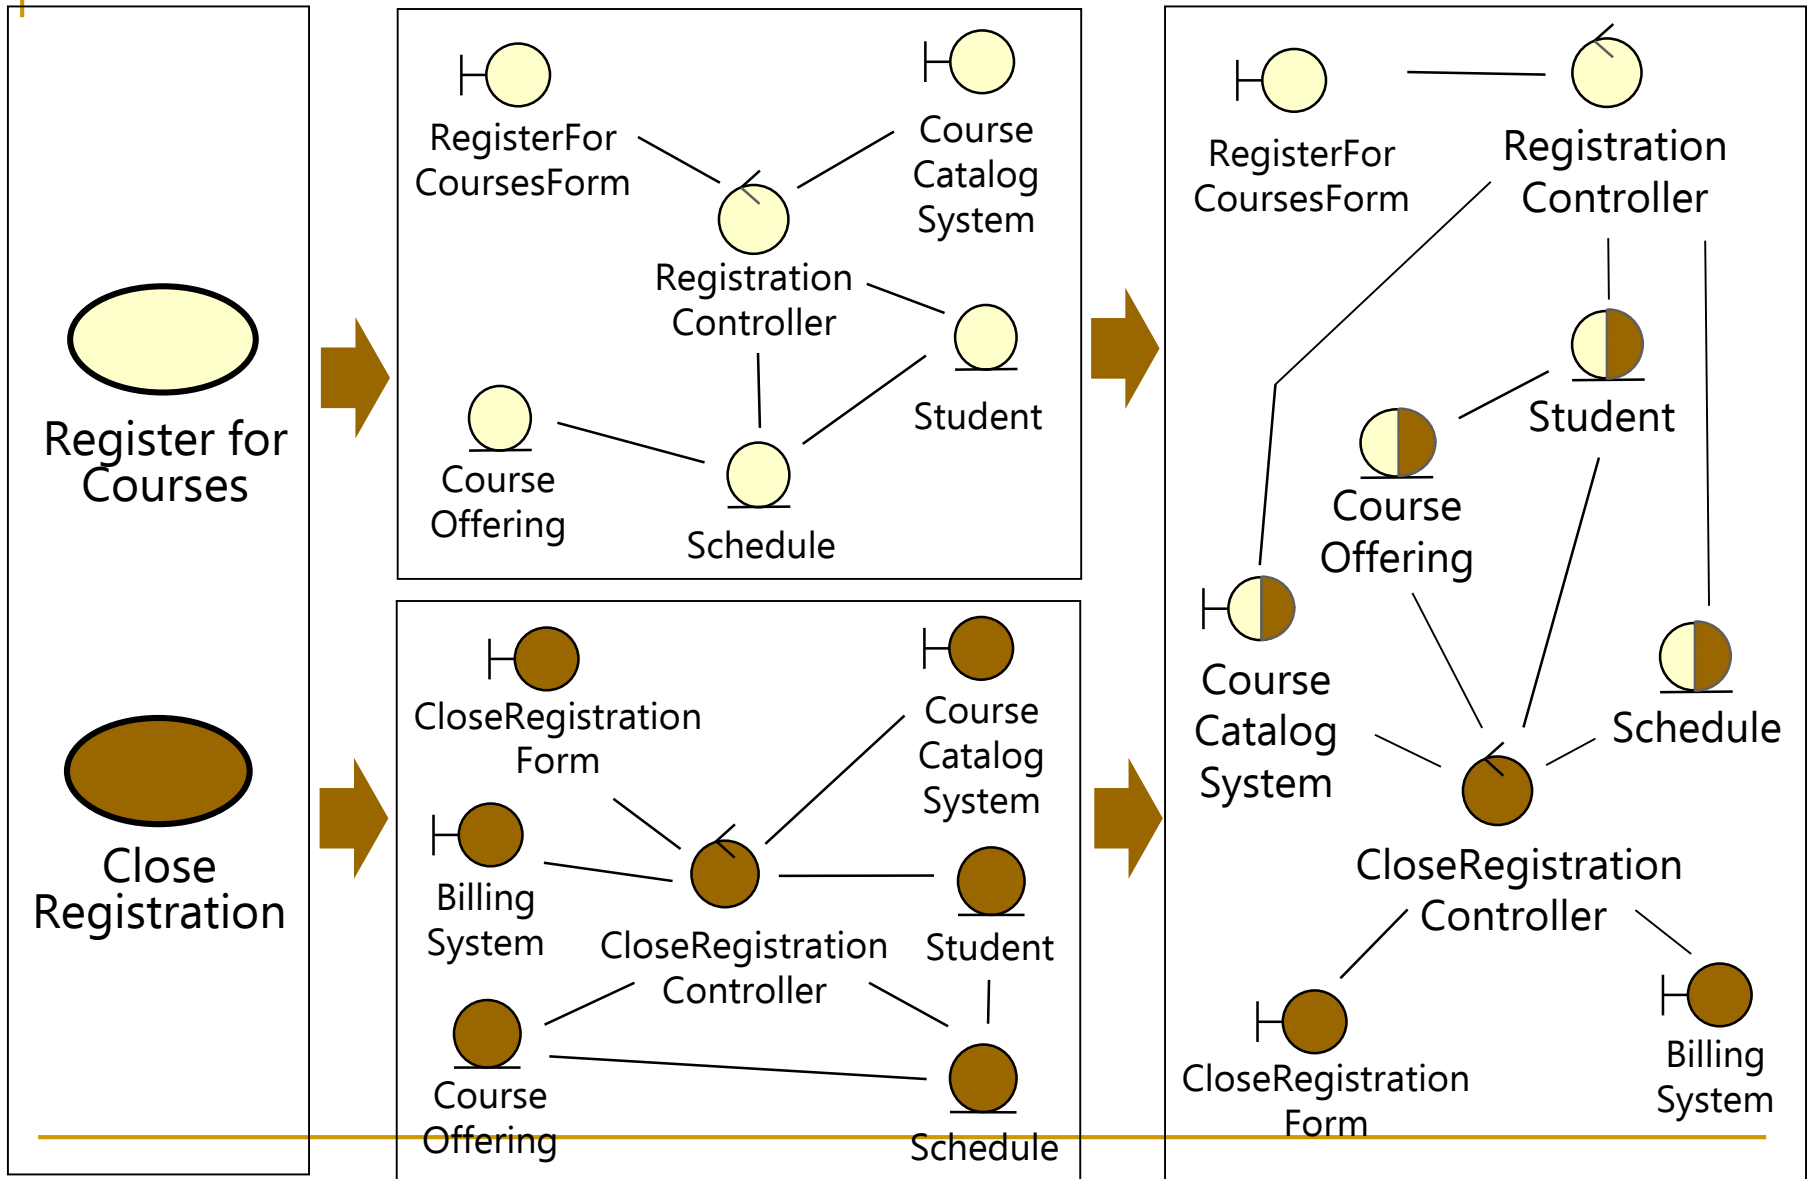 Register for
Courses
Close
Registration
RegisterFor
CoursesForm
Course
Catalog
System
Registration
Controller
Student
Course
Offering
Schedule
CloseRegistration
Form
Course
Catalog
System
Billing
System
CloseRegistration
Controller
Student
Course
Offering
Schedule
RegisterFor
CoursesForm
Registration
Controller
Student
Course
Offering
Course
Catalog
System
Schedule
CloseRegistration
Controller
CloseRegistration
Form
Billing
System